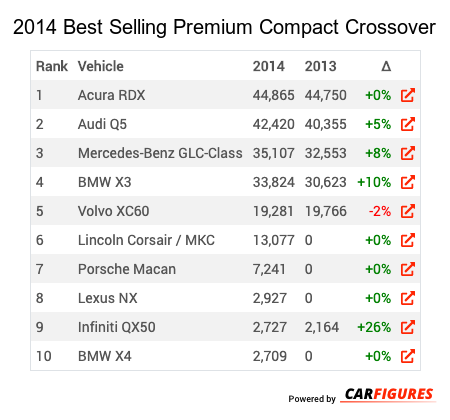 2014 Best Selling Premium Compact Crossover
Rank Vehicle 2014 2013 Δ
1 Acura RDX 44,865 44,750 +0%
2 Audi Q5 42,420 40,355 +5%
3 Mercedes-Benz GLC-Class 35,107 32,553 +8%
4 BMW X3 33,824 30,623 +10%
5 Volvo XC60 19,281 19,766 -2%
6 Lincoln Corsair / MKC 13,077 0 +0%
7 Porsche Macan 7,241 0 +0%
8 Lexus NX 2,927 0 +0%
9 Infiniti QX50 2,727 2,164 +26%
10 BMW X4 2,709 0 +0%
Powered by CARFIGURES